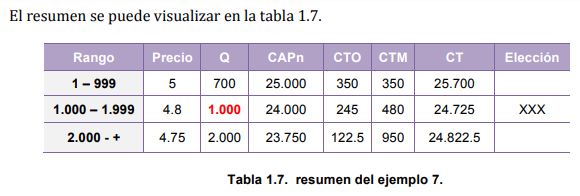 El resumen se puede visualizar en la tabla 1.7.
Rango Precio Q CAPn CTO CTM CT Elección
1 – 999 5 700 25.000 350 350 25.700
1.000 – 1.999 4.8 1.000 24.000 245 480 24.725 XXX
2.000 - + 4.75 2.000 23.750 122.5 950 24.822.5
Tabla 1.7. resumen del ejemplo 7.